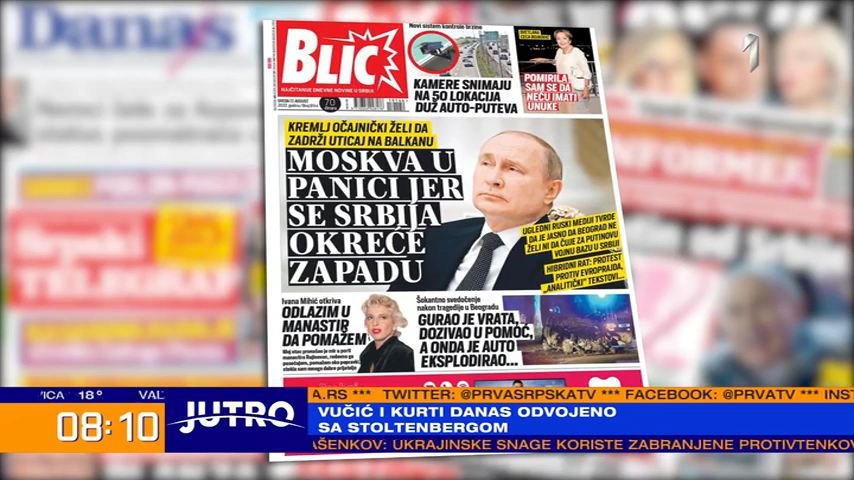 Danas
Novi sistem kontrole brzine
BLIC
NAJČITANIJE DNEVNE NOVINE U SRBIJI
KAMERE SNIMAJU
NA 50 LOKACIJA
DUŽ AUTO-PUTEVA
POMIRILA
SAM SE DA
NEĆU IMATI
UNUKE
1
KREMLJ OČAJNIČKI ŽELI DA
ZADRŽI UTICAJ NA BALKANU
MOSKVA U
PANICI JER
SE SRBIJA
OKREĆE
ZAPADU
UGLEDNI RUSKI MEDIJI TVRDE
DA JE JASNO DA BEOGRAD NE
ŽELI NI DA ČUJE ZA PUTINOVU
VOJNU BAZU U SRBIJI
HIBRIDNI RAT: PROTEST
PROTIV EVROPRAJDA,
„ANALITIČKI” TEKSTOVI...
Ivana Mihić otkriva
ODLAZIM U
MANASTIR
DA POMAŽEM
Šokantno svedočenje
nakon tragedije u Beogradu
GURAO JE VRATA,
DOZIVAO U POMOĆ,
A ONDA JE AUTO
EKSPLODIRAO...
INFORMER
VICA 18° VAL
A.RS *** TWITTER: @PRVASRPSKATV *** FACEBOOK: @PRVATV *** INST
08:10
JUTRO
VUČIĆ I KURTI DANAS ODVOJENO
SA STOLTENBERGOM
AŠENKOV: UKRAJINSKE SNAGE KORISTE ZABRANJENE PROTIVTENKOV